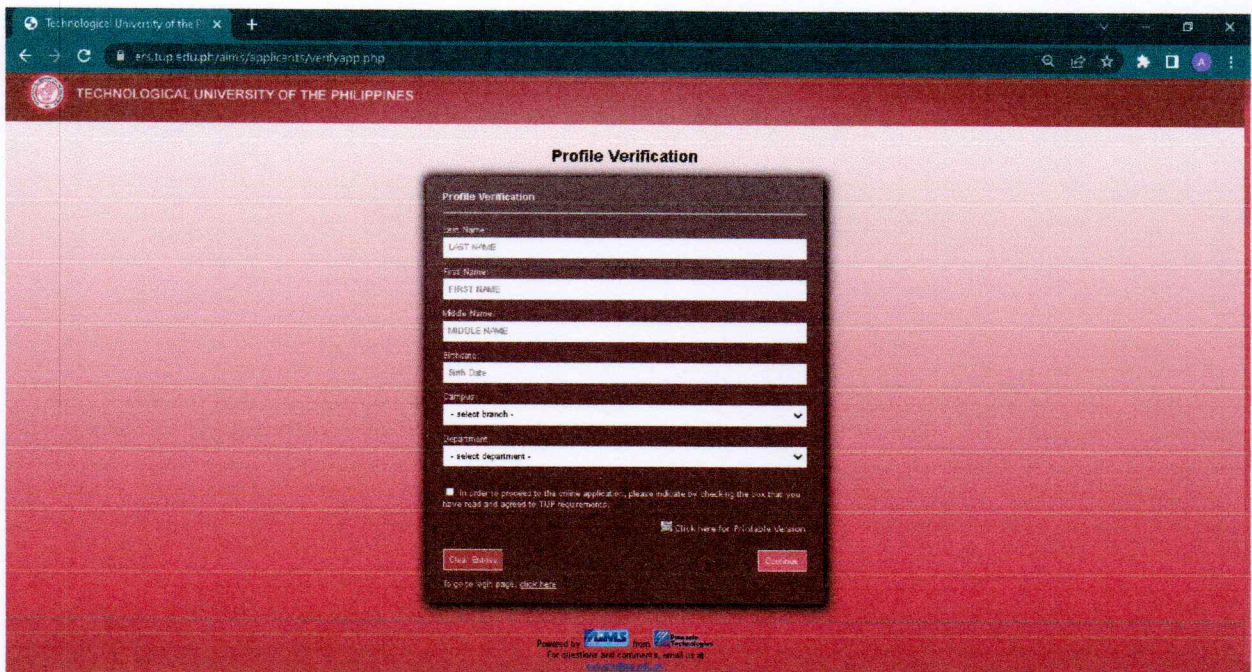 Technological University of the P
ers.tup.edu.ph/aims/applicants/verifyapp.php
A
TECHNOLOGICAL UNIVERSITY OF THE PHILIPPINES
Profile Verification
Profile Verification
Last Name
LAST NAME
First Name
FIRST NAME
Middle Name
MIDDLE NAME
Birthdate
Birth Date
Campus
- select branch -
Department
- select department -
In order to proceed to the online application, please indicate by checking the box that you
have read and agreed to TUP requirements.
Click here for Printable Version
Clear Entries
Continue
To go to login page, click here
Powered by AIMS from Pinnacle Technologies
For questions and comments, email us at